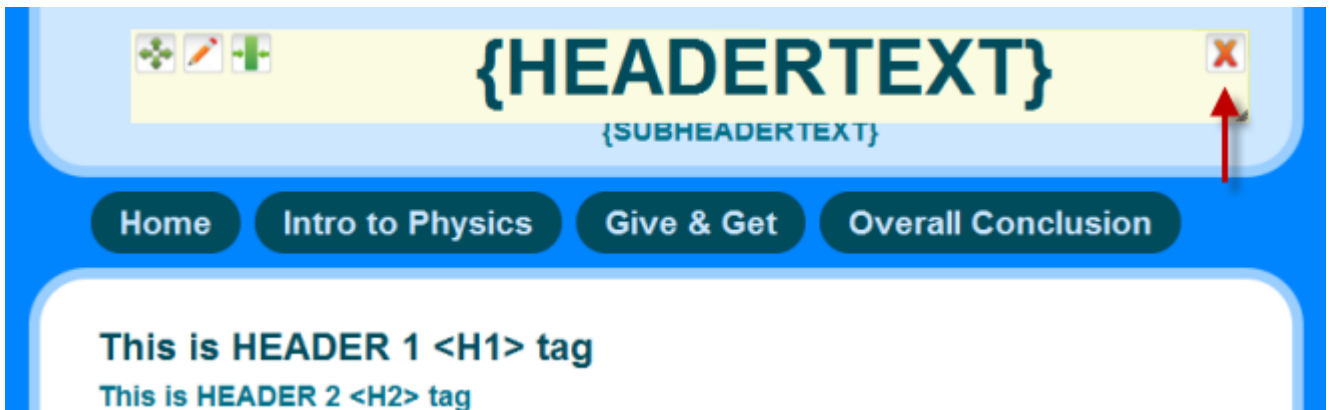 {HEADERTEXT}
{SUBHEADERTEXT}
Home Intro to Physics Give & Get Overall Conclusion
This is HEADER 1 <H1> tag
This is HEADER 2 <H2> tag